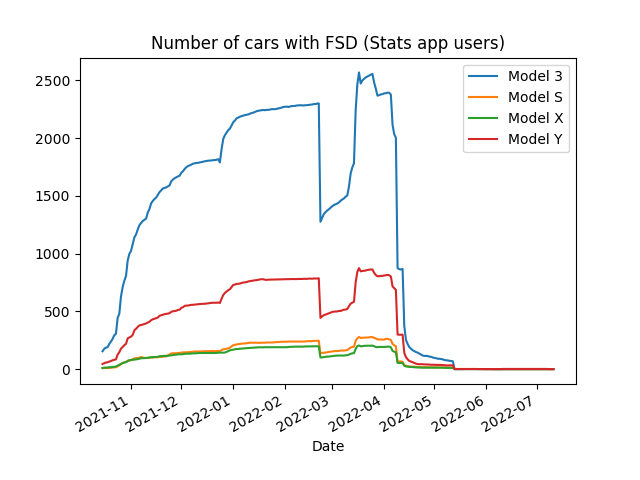 Number of cars with FSD (Stats app users)
Model 3
Model S
Model X
Model Y
2500
2000
1500
1000
500
0
2021-11
2021-12
2022-01
2022-02
2022-03
2022-04
2022-05
2022-06
2022-07
Date